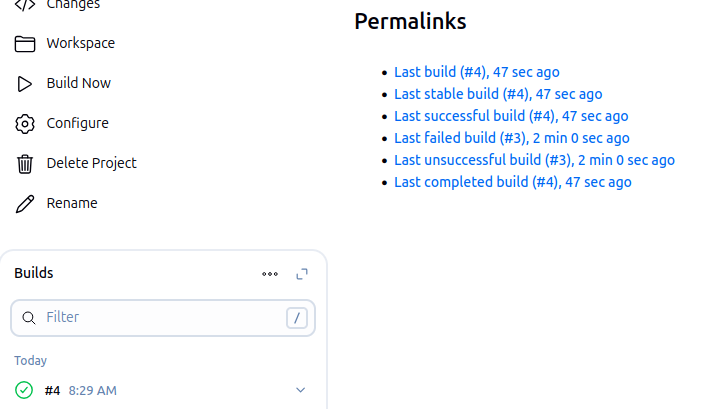 Changes
Workspace
Build Now
Configure
Delete Project
Rename
Builds
Filter
/
Today
#4 8:29 AM
Permalinks
Last build (#4), 47 sec ago
Last stable build (#4), 47 sec ago
Last successful build (#4), 47 sec ago
Last failed build (#3), 2 min 0 sec ago
Last unsuccessful build (#3), 2 min 0 sec ago
Last completed build (#4), 47 sec ago